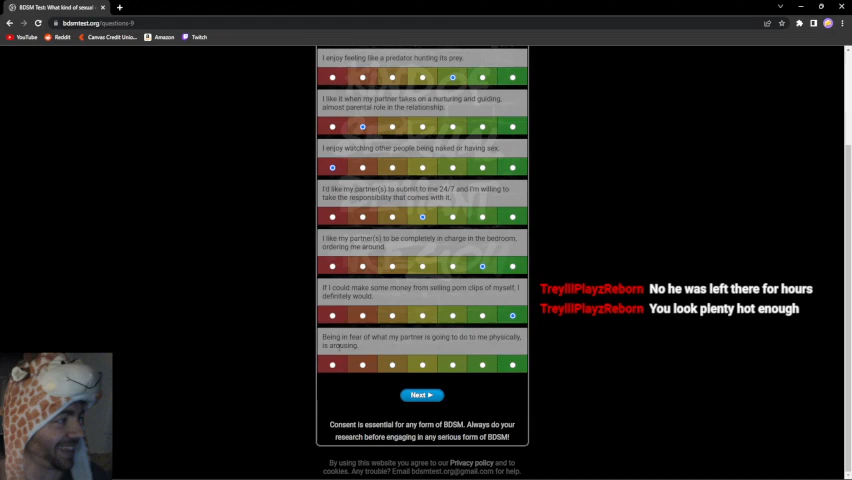 BDSM Test: What kind of sexual
bdsmtest.org/questions-9
YouTube Reddit Canvas Credit Unio... Amazon Twitch
I enjoy feeling like a predator hunting its prey.
I like it when my partner takes on a nurturing and guiding,
almost parental role in the relationship.
I enjoy watching other people being naked or having sex.
I'd like my partner(s) to submit to me 24/7 and I'm willing to
take the responsibility that comes with it.
I like my partner(s) to be completely in charge in the bedroom,
ordering me around.
If I could make some money from selling porn clips of myself, I
definitely would.
Being in fear of what my partner is going to do to me physically,
is arousing.
Next
Consent is essential for any form of BDSM. Always do your
research before engaging in any serious form of BDSM!
By using this website you agree to our Privacy policy and to
cookies. Any trouble? Email bdsmtest.org@gmail.com for help.
TreylllPlayzReborn No he was left there for hours
TreylllPlayzReborn You look plenty hot enough